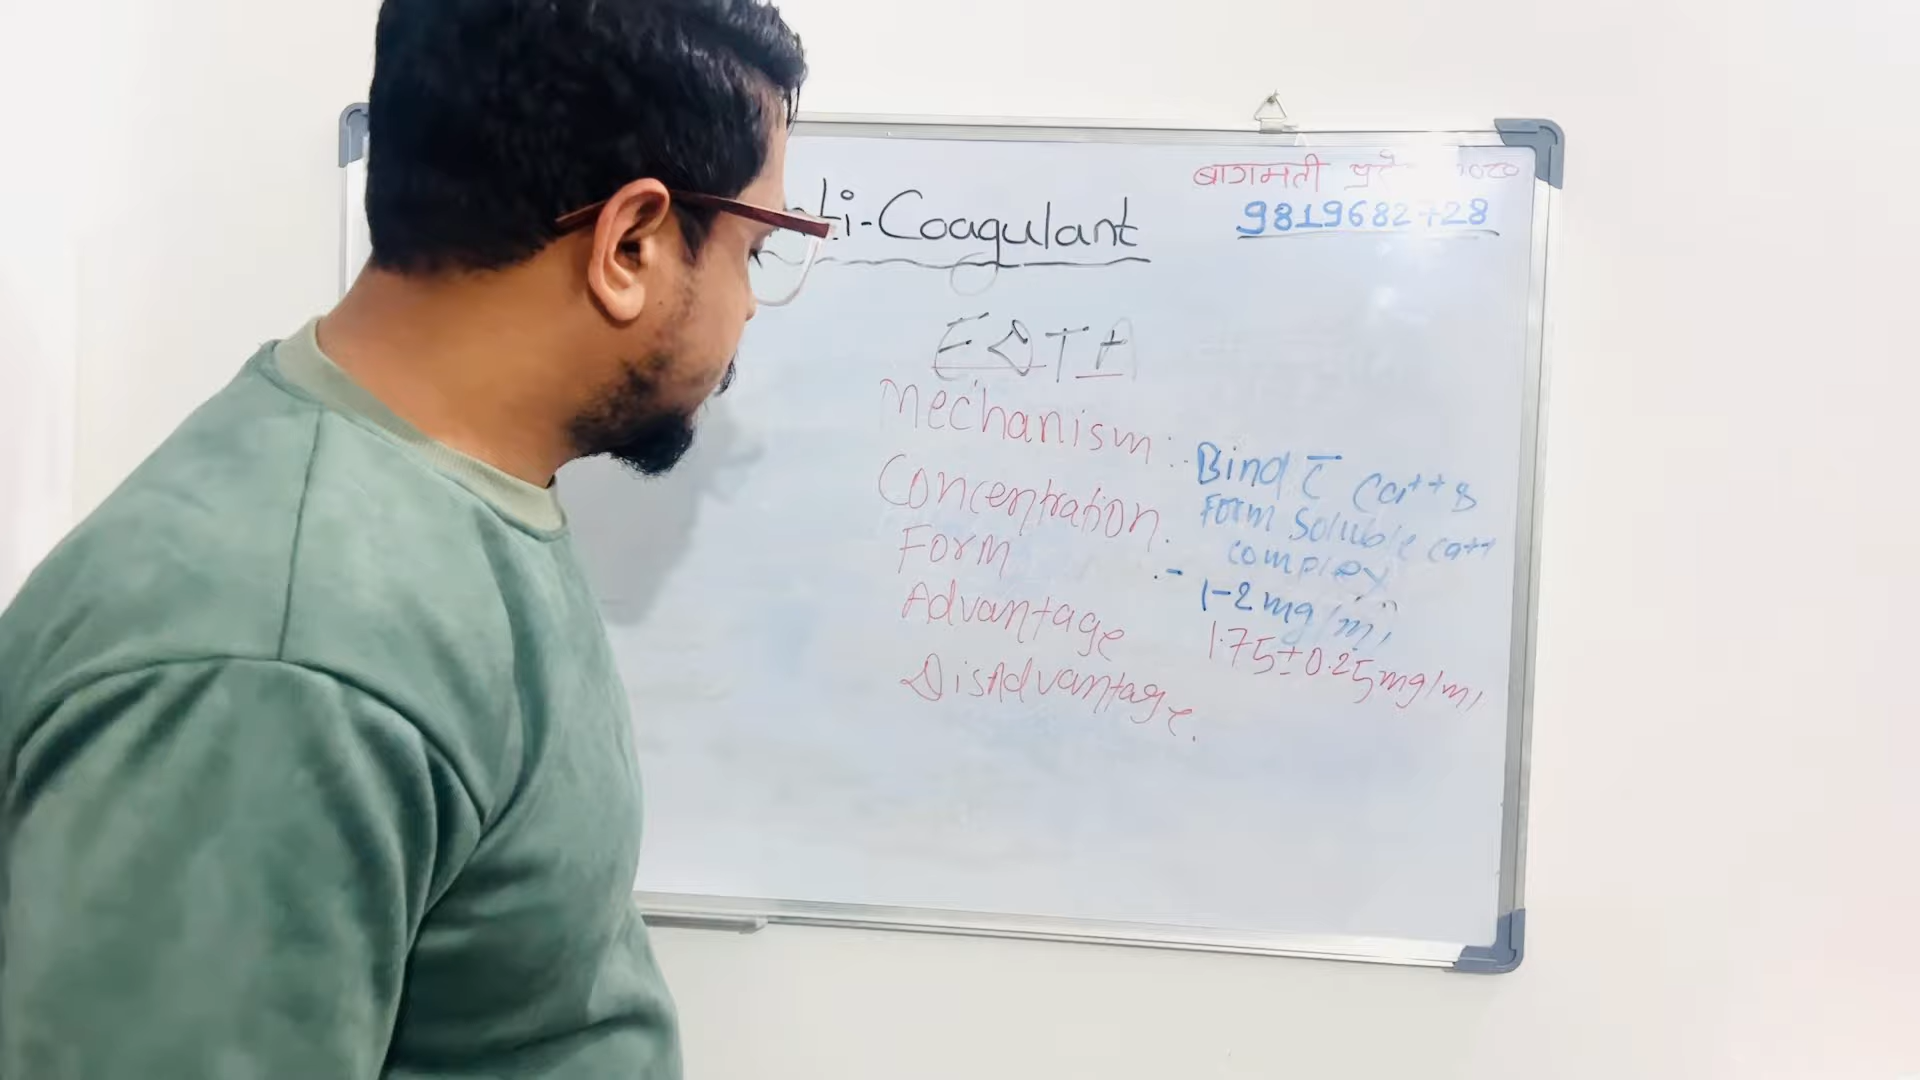 बागमती
nti-Coagulant
EDTA
Mechanism :- Bind c̄ Ca++ &
Form Soluble Ca++
complex
Concentration. :- 1-2 mg/ml
1.75±0.25mg/ml
Form
Advantage
DisAdvantage.